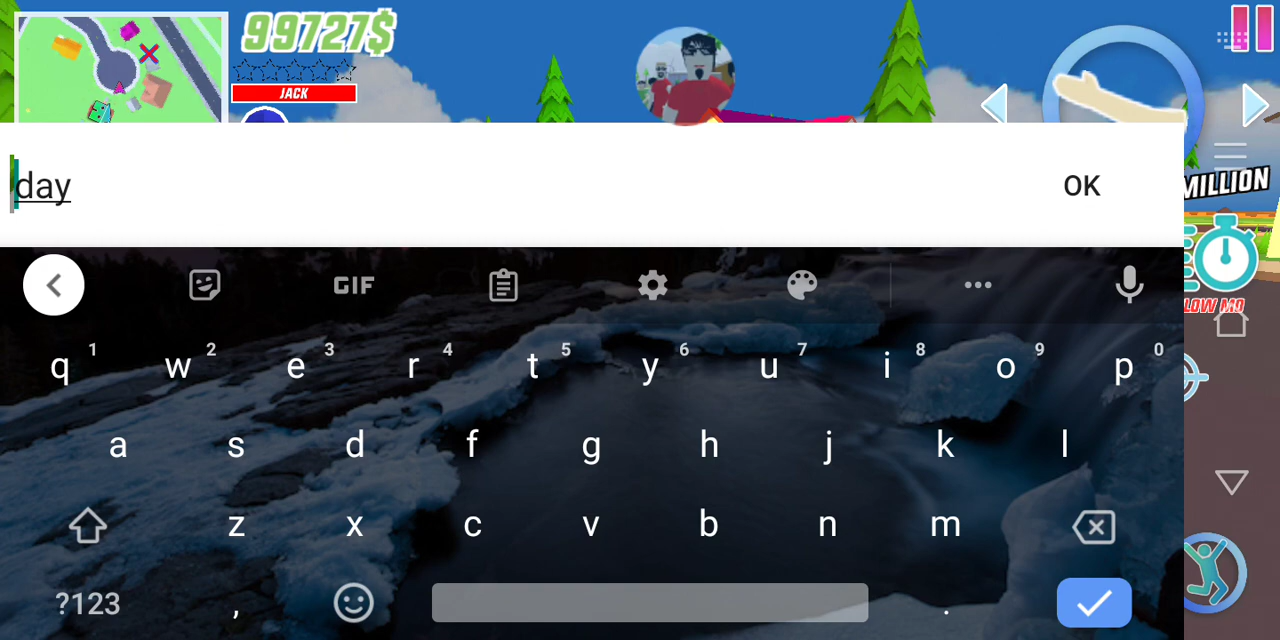 99727$
JACK
day
OK
MILLION
GIF
LOW MO
q 1 w 2 e 3 r 4 t 5 y 6 u 7 i 8 o 9 p 0
a s d f g h j k l
z x c v b n m
?123 , .